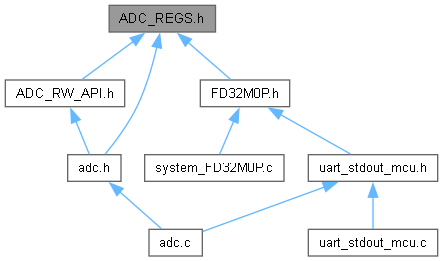 ADC_REGS.h
ADC_RW_API.h
FD32M0P.h
adc.h
system_FD32M0P.c
uart_stdout_mcu.h
adc.c
uart_stdout_mcu.c